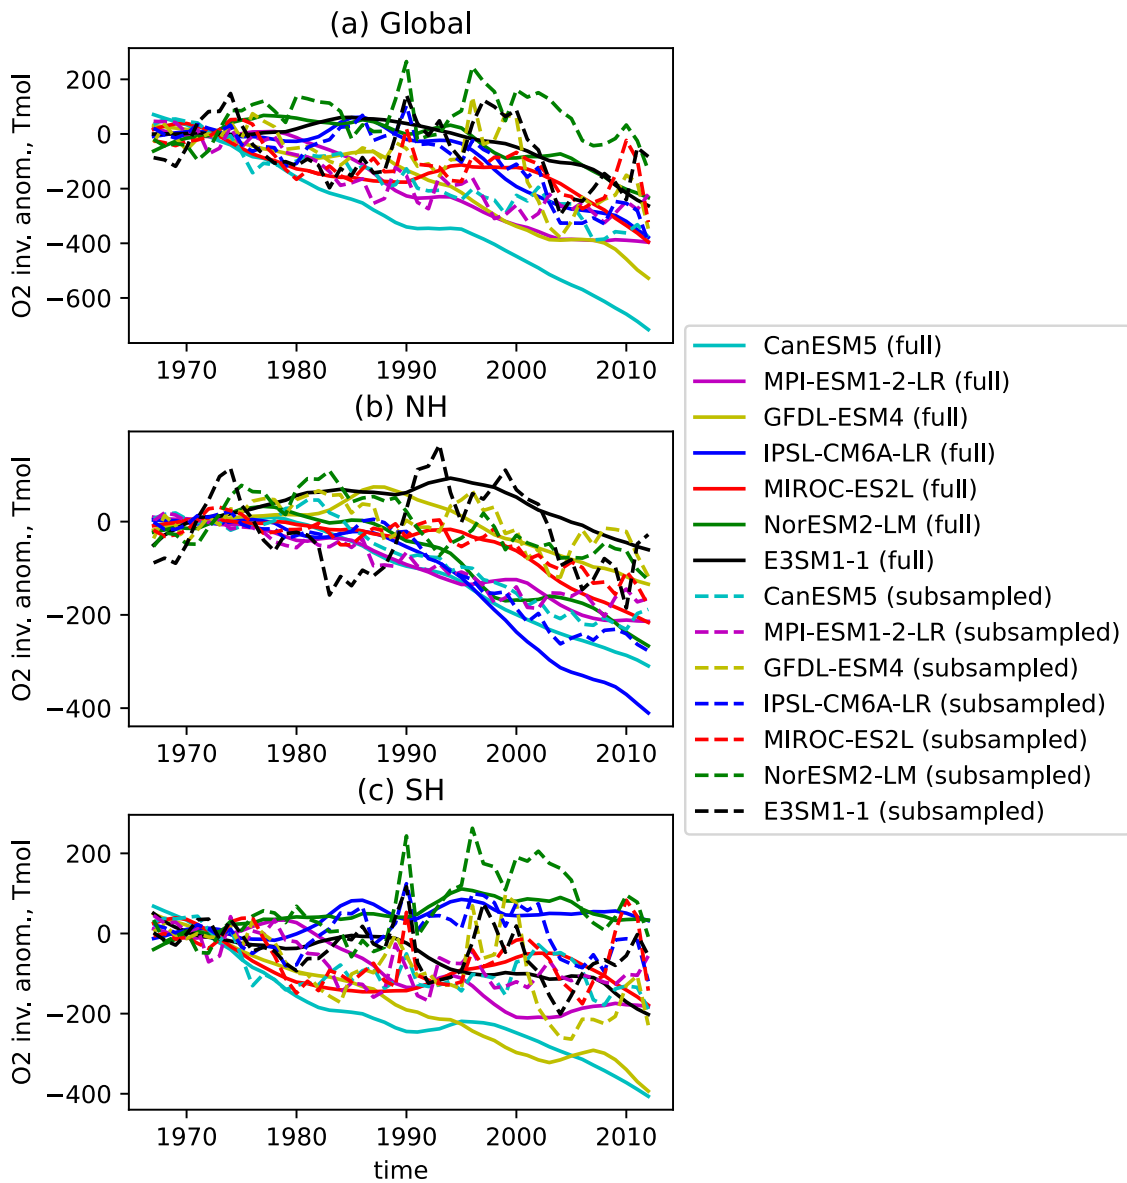 (a) Global
O2 inv. anom., Tmol
200
0
−200
−400
−600
1970 1980 1990 2000 2010
(b) NH
O2 inv. anom., Tmol
0
−200
−400
1970 1980 1990 2000 2010
(c) SH
O2 inv. anom., Tmol
200
0
−200
−400
1970 1980 1990 2000 2010
time
CanESM5 (full)
MPI-ESM1-2-LR (full)
GFDL-ESM4 (full)
IPSL-CM6A-LR (full)
MIROC-ES2L (full)
NorESM2-LM (full)
E3SM1-1 (full)
CanESM5 (subsampled)
MPI-ESM1-2-LR (subsampled)
GFDL-ESM4 (subsampled)
IPSL-CM6A-LR (subsampled)
MIROC-ES2L (subsampled)
NorESM2-LM (subsampled)
E3SM1-1 (subsampled)